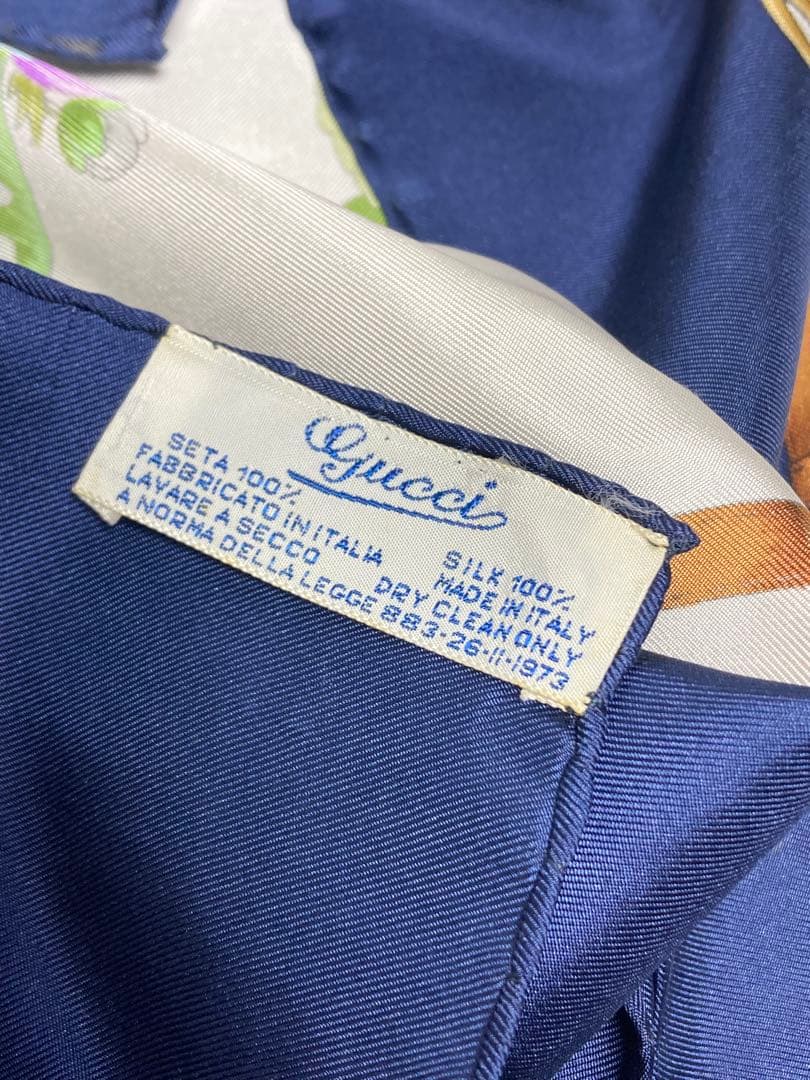 Gucci
SETA 100%
FABBRICATO IN ITALIA
LAVARE A SECCO
A NORMA DELLA LEGGE 883-26-11-1973
SILK 100%
MADE IN ITALY
DRY CLEAN ONLY